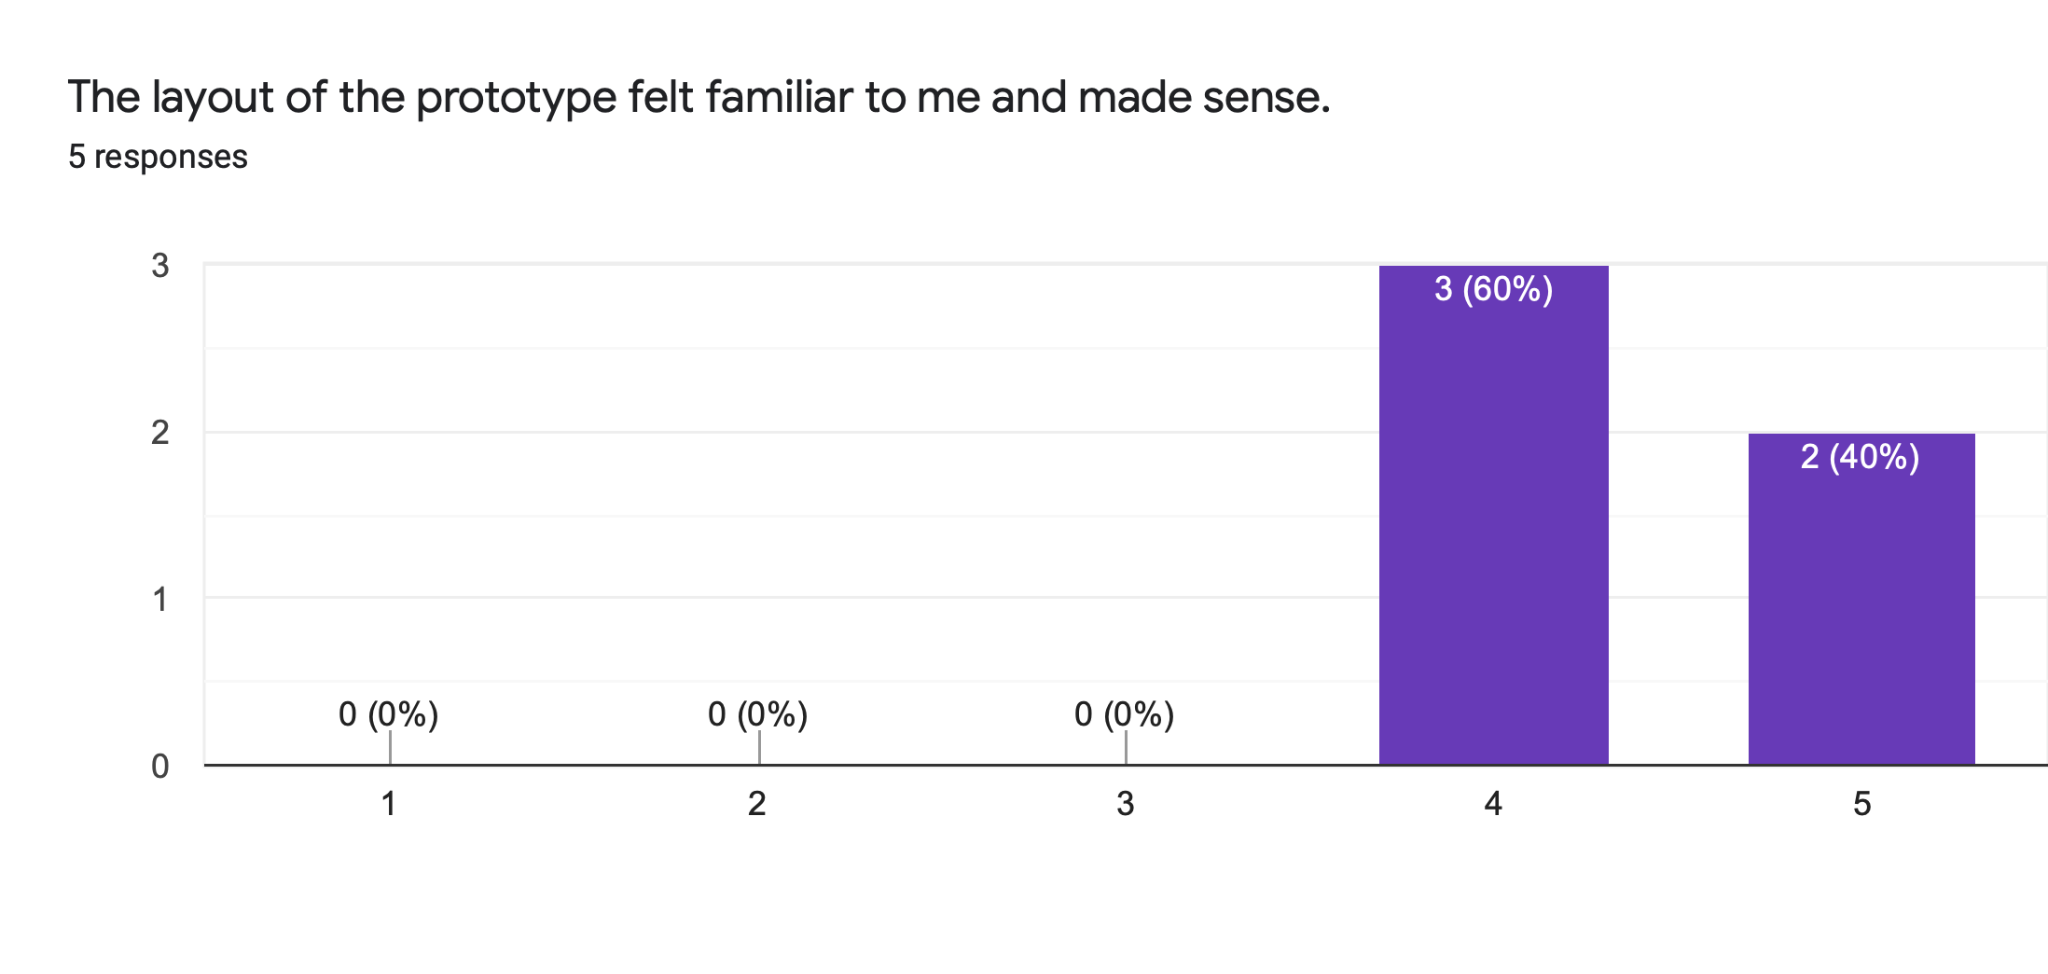 The layout of the prototype felt familiar to me and made sense.
5 responses
3
3 (60%)
2
2 (40%)
1
0 (0%) 0 (0%) 0 (0%)
0
1 2 3 4 5